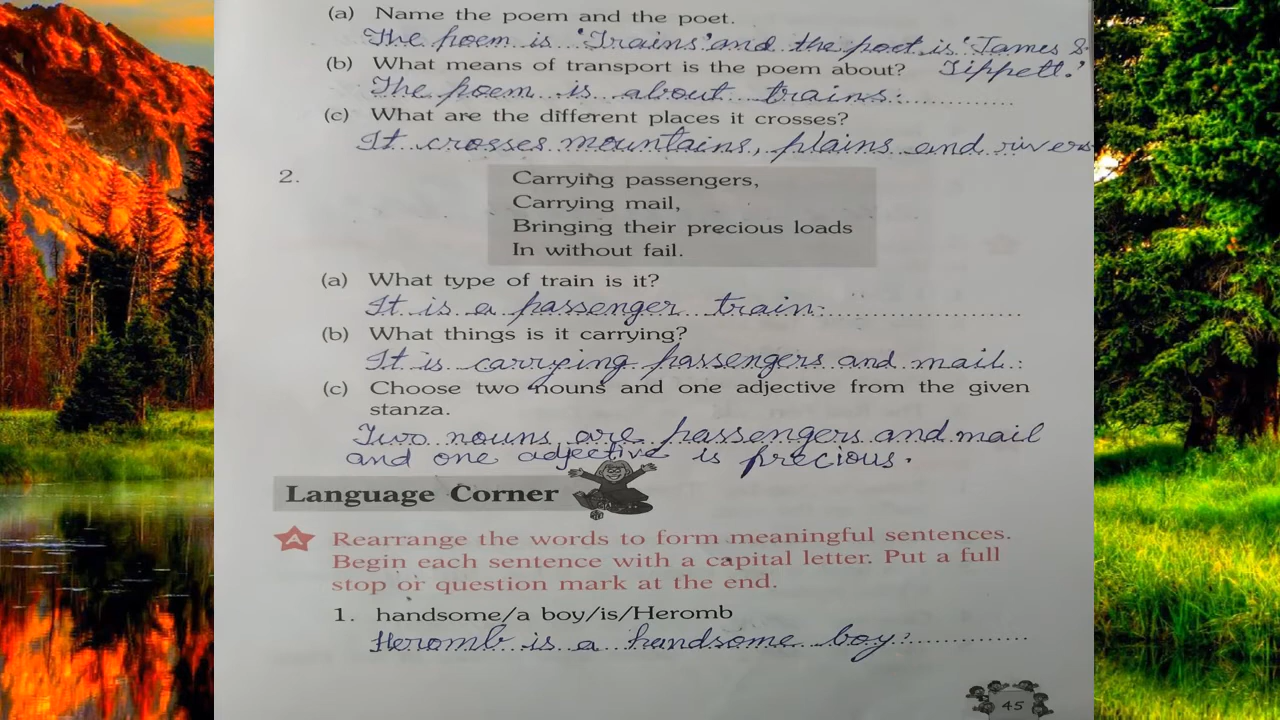 (a) Name the poem and the poet.
The poem is 'Trains' and the poet is 'James S.
Tippett.'
(b) What means of transport is the poem about?
The poem is about trains.
(c) What are the different places it crosses?
It crosses mountains, plains and rivers
2.
Carrying passengers,
Carrying mail,
Bringing their precious loads
In without fail.
(a) What type of train is it?
It is a passenger train.
(b) What things is it carrying?
It is carrying passengers and mail.
(c) Choose two nouns and one adjective from the given
stanza.
Two nouns are passengers and mail
and one adjective is precious.
Language Corner
A Rearrange the words to form meaningful sentences.
Begin each sentence with a capital letter. Put a full
stop or question mark at the end.
1. handsome/a boy/is/Heromb
Heromb is a handsome boy.
45